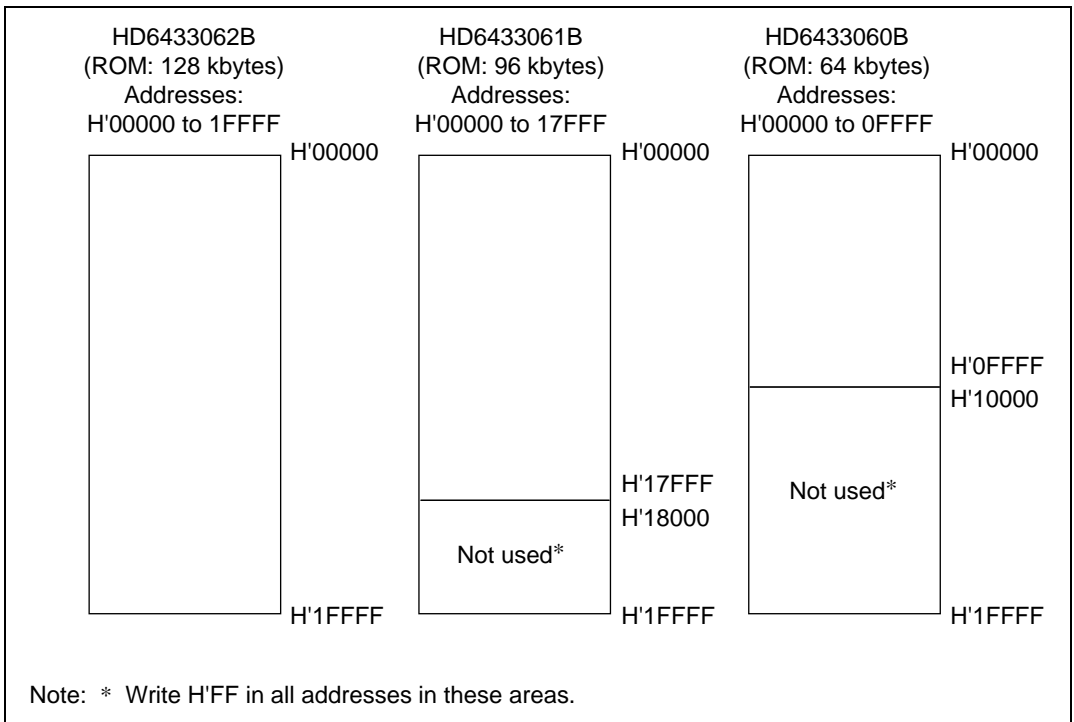 HD6433062B
(ROM: 128 kbytes)
Addresses:
H'00000 to 1FFFF
H'00000
H'1FFFF
HD6433061B
(ROM: 96 kbytes)
Addresses:
H'00000 to 17FFF
H'00000
H'17FFF
H'18000
Not used*
H'1FFFF
HD6433060B
(ROM: 64 kbytes)
Addresses:
H'00000 to 0FFFF
H'00000
H'0FFFF
H'10000
Not used*
H'1FFFF
Note: * Write H'FF in all addresses in these areas.